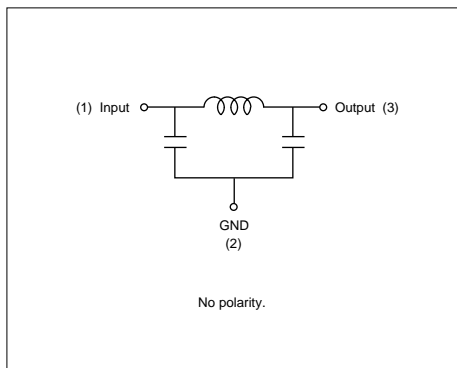 (1) Input Output (3)
GND
(2)
No polarity.